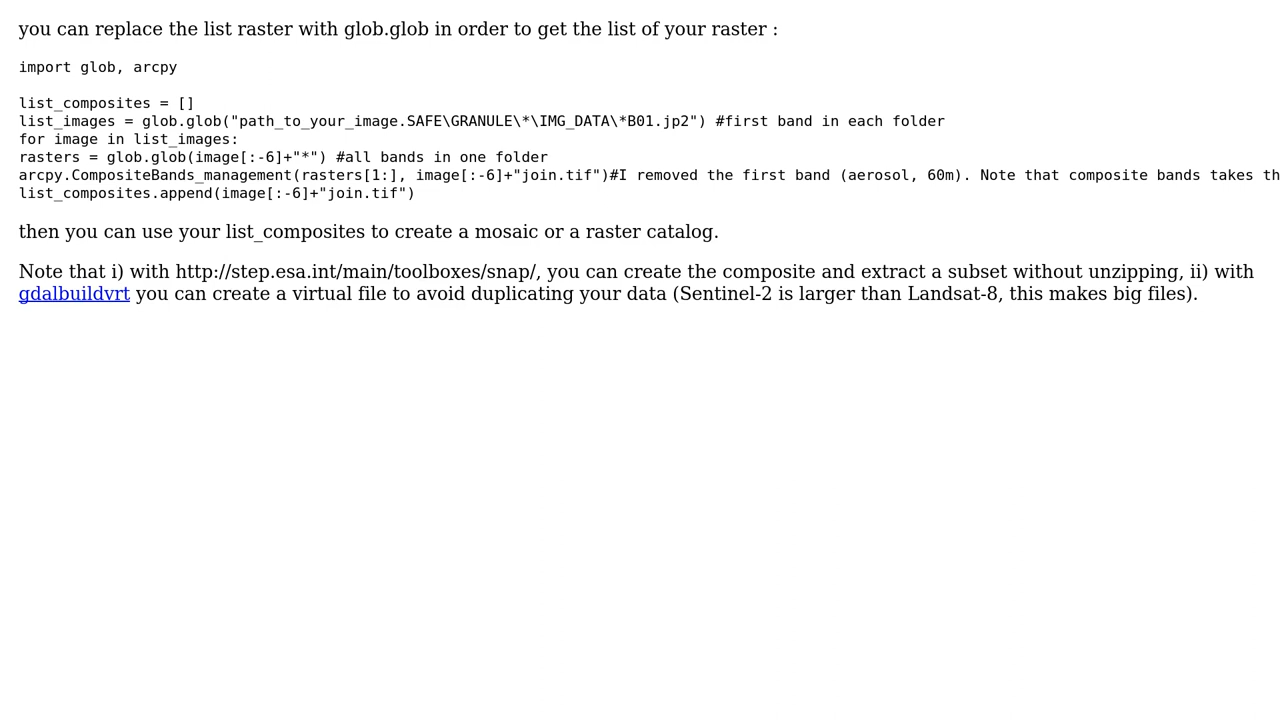 you can replace the list raster with glob.glob in order to get the list of your raster :
import glob, arcpy
list_composites = []
list_images = glob.glob("path_to_your_image.SAFE\GRANULE\*\IMG_DATA\*B01.jp2") #first band in each folder
for image in list_images:
rasters = glob.glob(image[:-6]+"*") #all bands in one folder
arcpy.CompositeBands_management(rasters[1:], image[:-6]+"join.tif")#I removed the first band (aerosol, 60m). Note that composite bands takes th
list_composites.append(image[:-6]+"join.tif")
then you can use your list_composites to create a mosaic or a raster catalog.
Note that i) with http://step.esa.int/main/toolboxes/snap/, you can create the composite and extract a subset without unzipping, ii) with
gdalbuildvrt you can create a virtual file to avoid duplicating your data (Sentinel-2 is larger than Landsat-8, this makes big files).